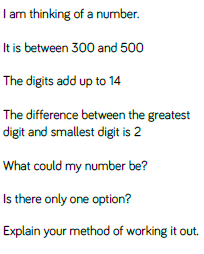 I am thinking of a number.
It is between 300 and 500
The digits add up to 14
The difference between the greatest
digit and smallest digit is 2
What could my number be?
Is there only one option?
Explain your method of working it out.